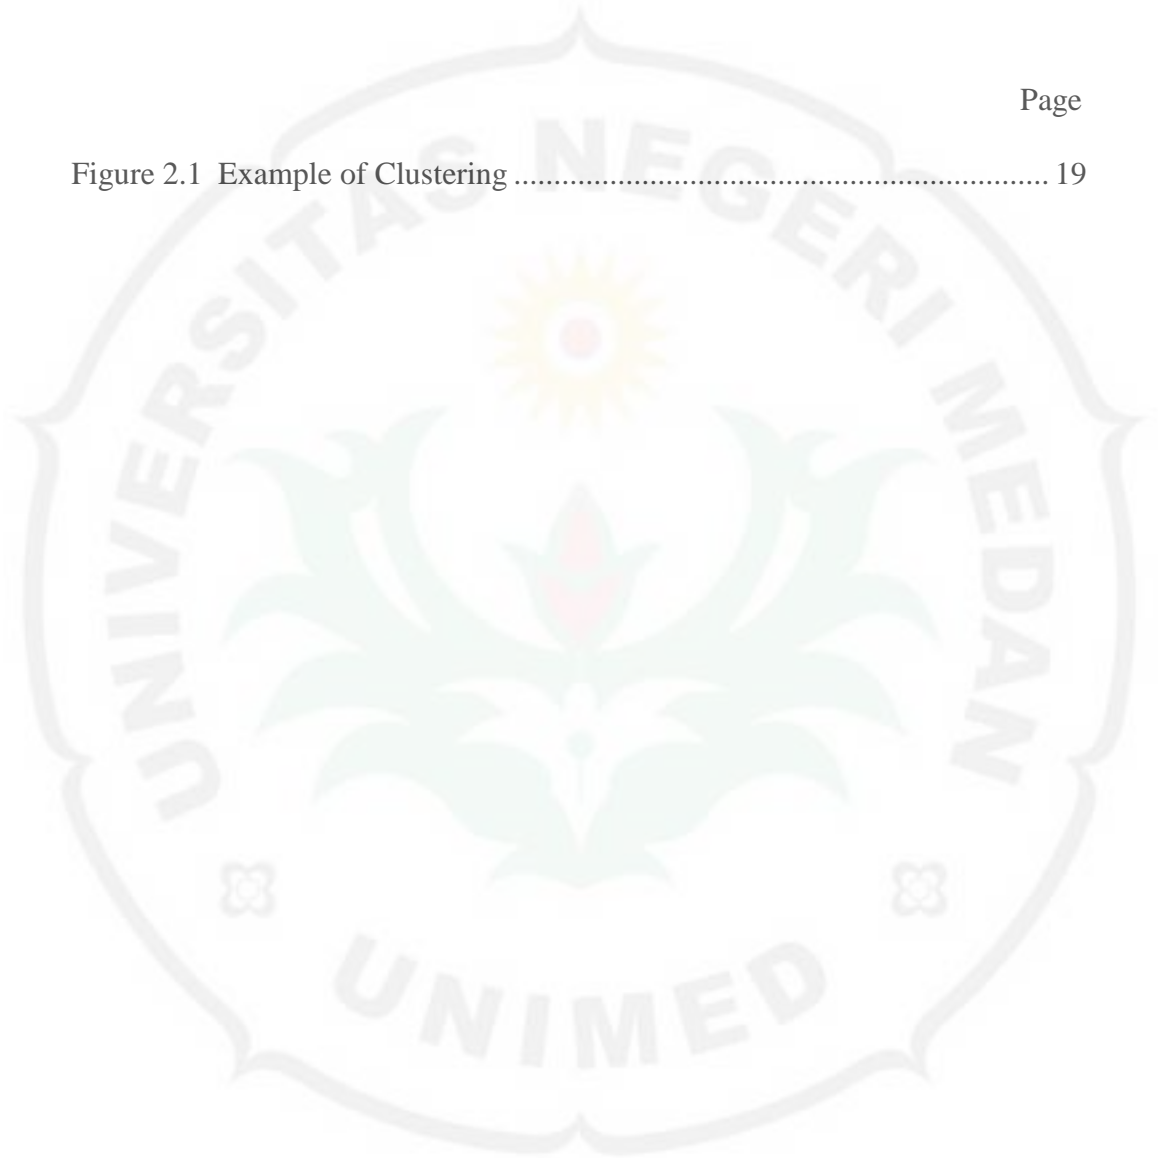 Page
Figure 2.1 Example of Clustering ......................................................... 19
UNIVERSITAS NEGERI MEDAN
UNIMED